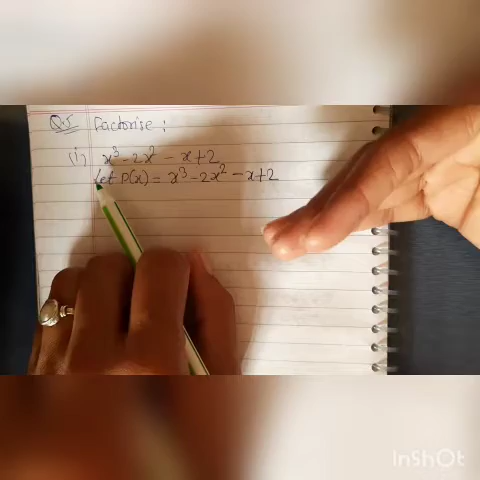 Q.5 Factorise :
(i) x³ - 2x² - x + 2
Let P(x) = x³ - 2x² - x + 2
InShOt